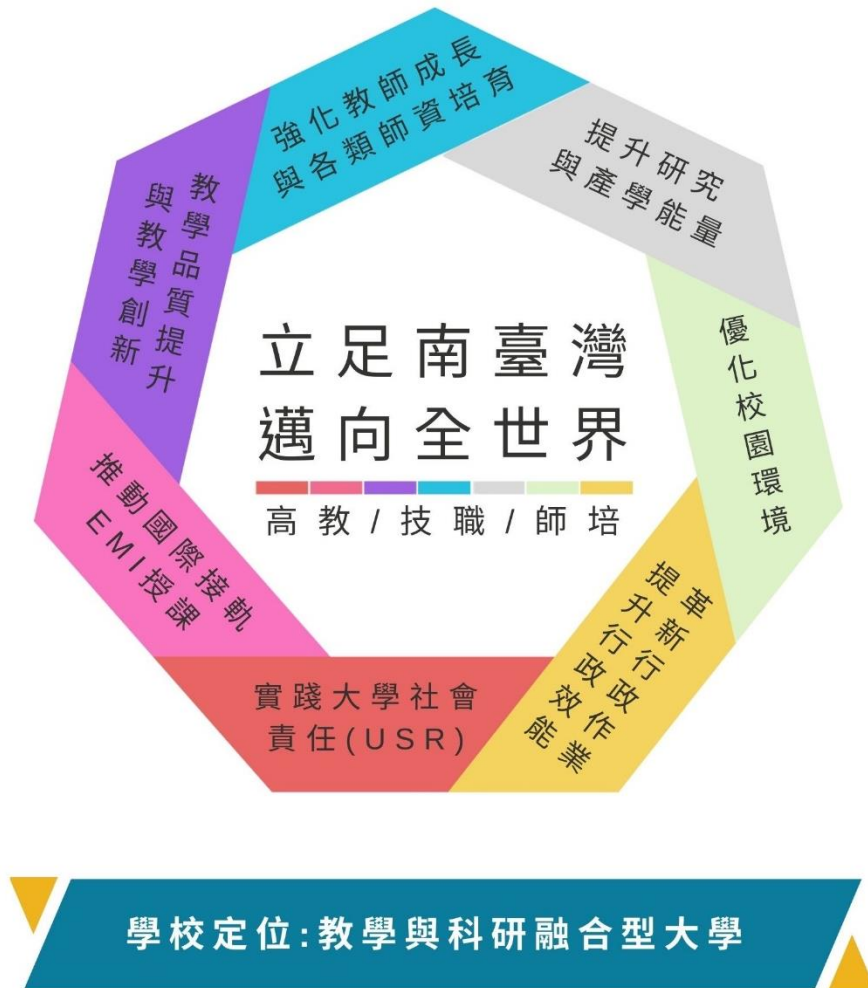 強化教師成長
與各類師資培育
提升研究
與產學能量
優化校園環境
革新行政作業
提升行政效能
實踐大學社會
責任(USR)
推動國際接軌
EMI授課
教學品質提升
與教學創新
立足南臺灣
邁向全世界
高教/技職/師培
學校定位:教學與科研融合型大學